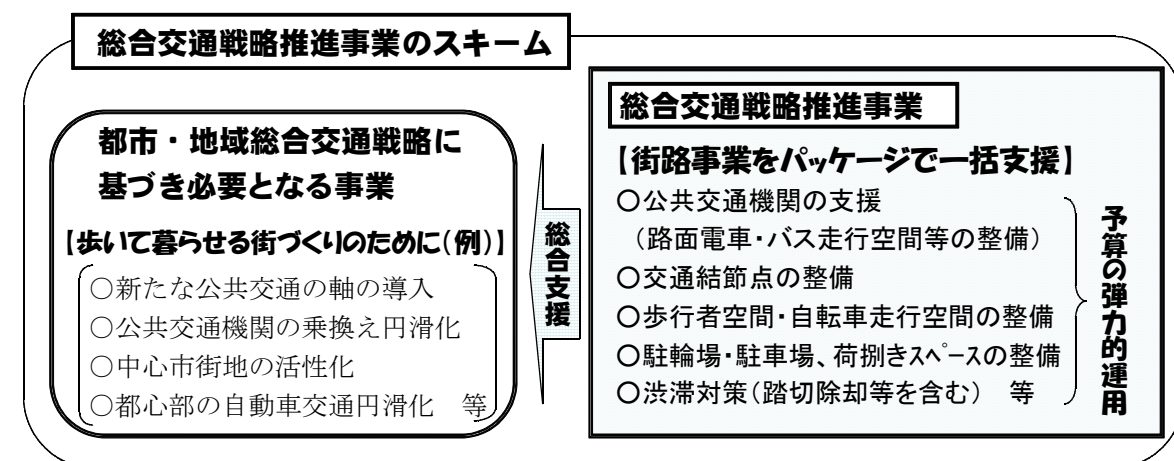 総合交通戦略推進事業のスキーム
都市・地域総合交通戦略に
基づき必要となる事業
【歩いて暮らせる街づくりのために(例)】
○新たな公共交通の軸の導入
○公共交通機関の乗換え円滑化
○中心市街地の活性化
○都心部の自動車交通円滑化　等
総合支援
総合交通戦略推進事業
【街路事業をパッケージで一括支援】
○公共交通機関の支援
（路面電車・バス走行空間等の整備）
○交通結節点の整備
○歩行者空間・自転車走行空間の整備
○駐輪場・駐車場、荷捌きｽﾍﾟｰｽの整備
○渋滞対策（踏切除却等を含む）　等
予算の弾力的運用